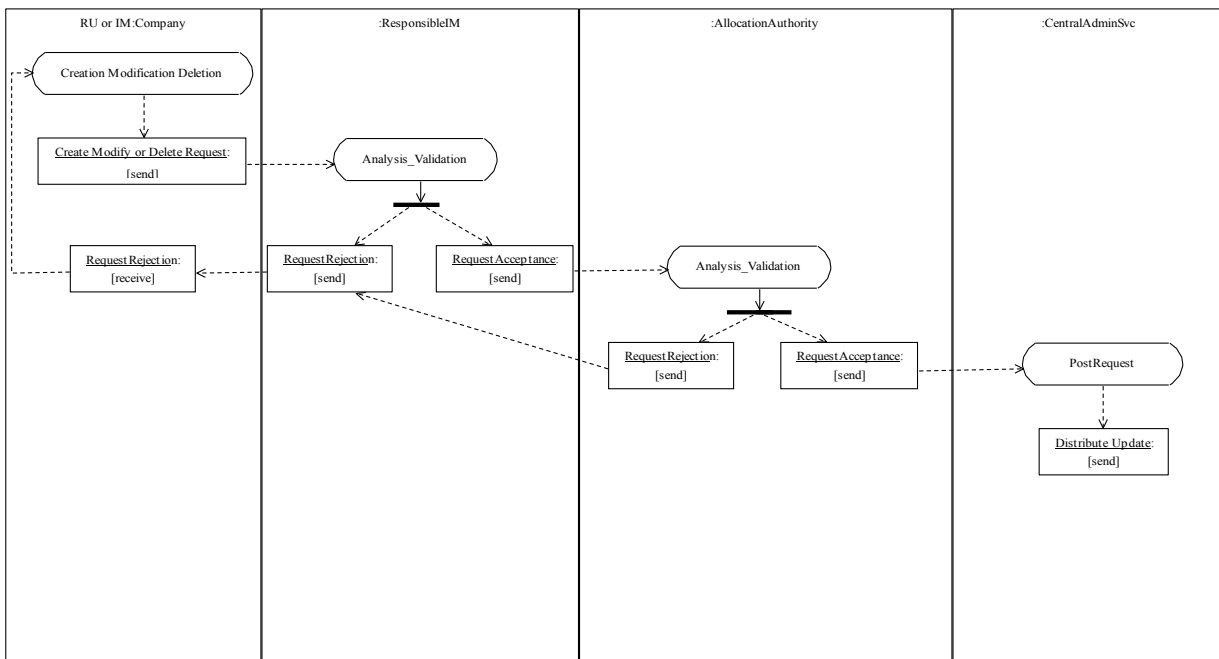 RU or IM:Company
:ResponsibleIM
:AllocationAuthority
:CentralAdminSvc
Creation Modification Deletion
Create Modify or Delete Request:
[send]
Analysis_Validation
RequestRejection:
[receive]
RequestRejection:
[send]
RequestAcceptance:
[send]
Analysis_Validation
RequestRejection:
[send]
RequestAcceptance:
[send]
PostRequest
Distribute Update:
[send]